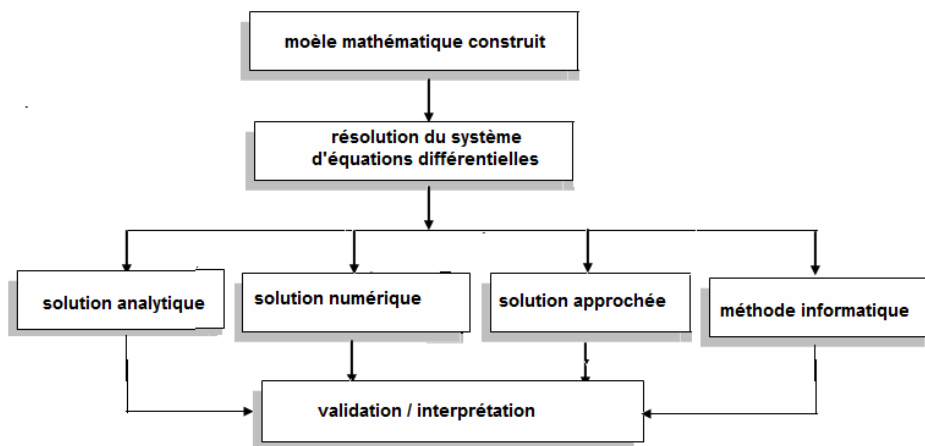 moèle mathématique construit
résolution du système
d'équations différentielles
solution analytique
solution numérique
solution approchée
méthode informatique
validation / interprétation